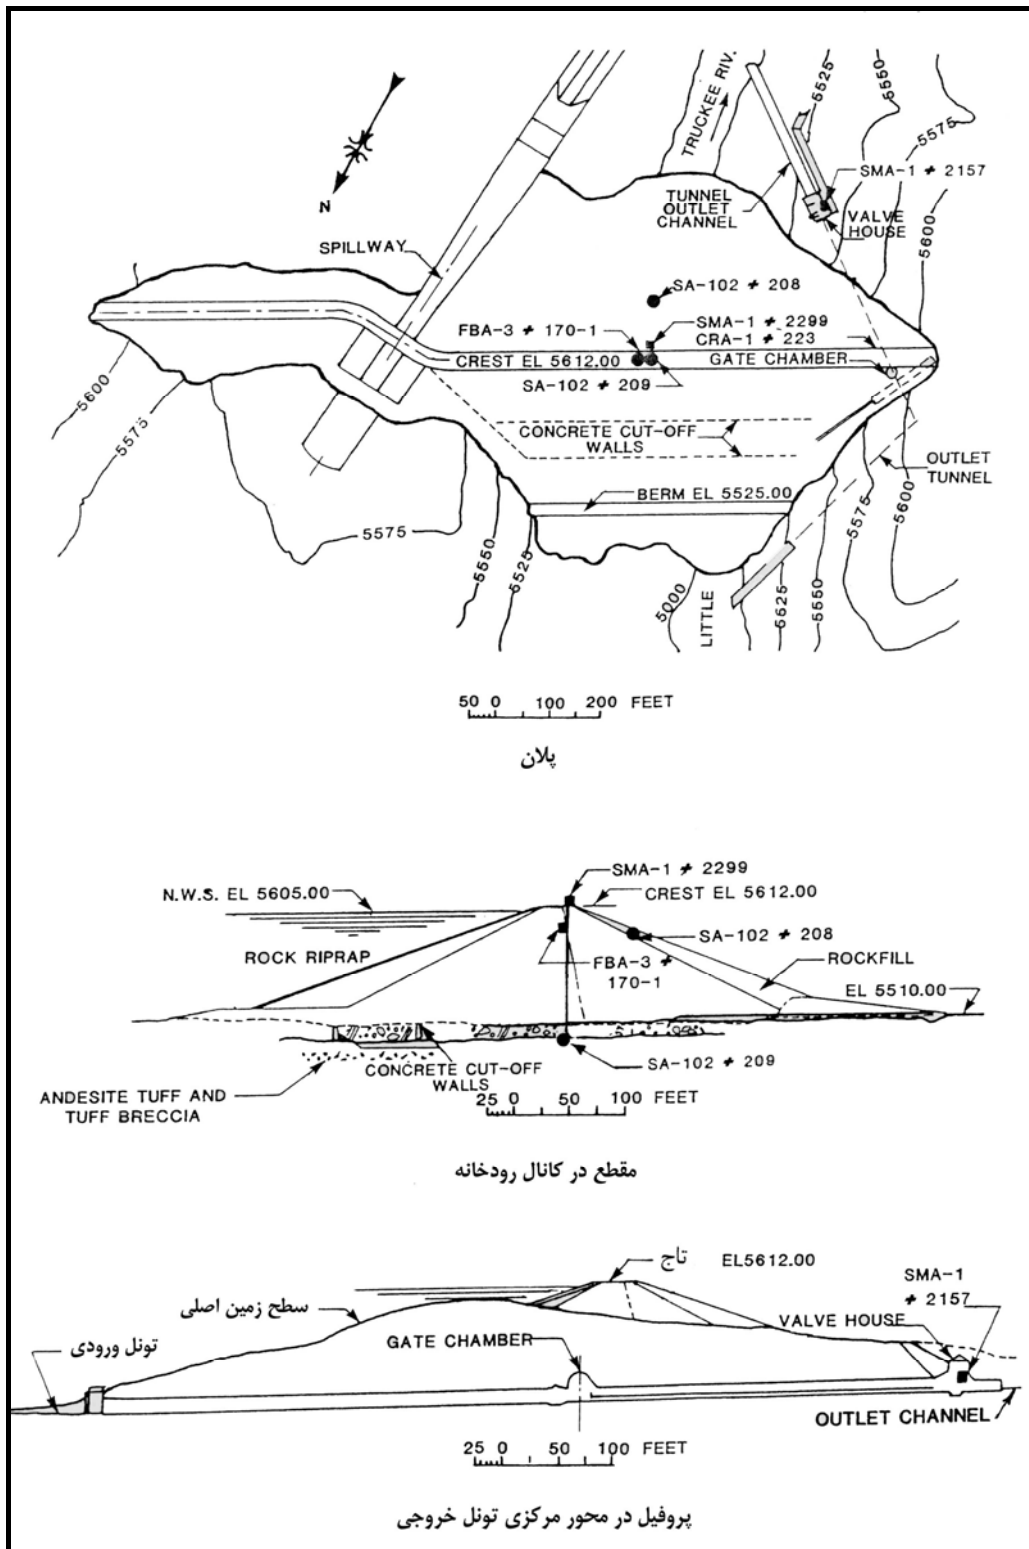 5525
5550
5575
TRUCKEE RIV.
SMA-1 # 2157
TUNNEL
OUTLET
CHANNEL
VALVE
HOUSE
5600
N
SPILLWAY
SA-102 # 208
FBA-3 # 170-1
SMA-1 # 2299
CRA-1 # 223
CREST EL 5612.00
GATE CHAMBER
SA-102 # 209
5600
5575
CONCRETE CUT-OFF
WALLS
OUTLET
TUNNEL
BERM EL 5525.00
5575
5550
5525
5000
LITTLE
5525
5550
5575
5600
50 0 100 200 FEET
پلان
SMA-1 # 2299
N.W.S. EL 5605.00
CREST EL 5612.00
SA-102 # 208
ROCK RIPRAP
FBA-3 #
170-1
ROCKFILL
EL 5510.00
CONCRETE CUT-OFF
WALLS
SA-102 # 209
ANDESITE TUFF AND
TUFF BRECCIA
25 0 50 100 FEET
مقطع در کانال رودخانه
تاج
EL5612.00
SMA-1
# 2157
سطح زمین اصلی
VALVE HOUSE
تونل ورودی
GATE CHAMBER
OUTLET CHANNEL
25 0 50 100 FEET
پروفیل در محور مرکزی تونل خروجی